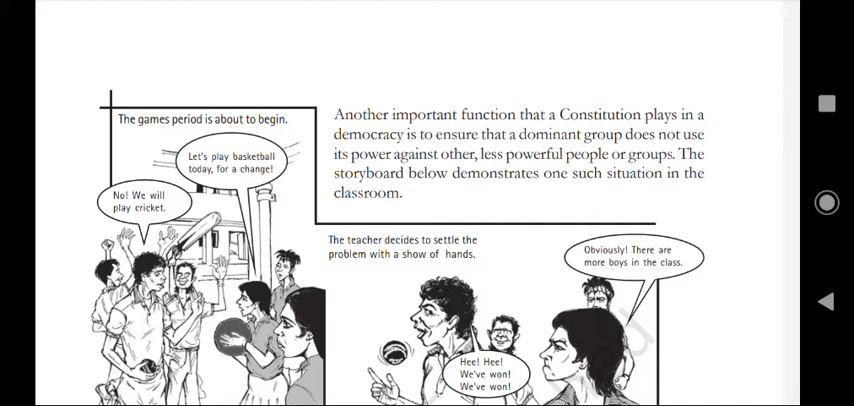 The games period is about to begin.
Let's play basketball
today, for a change!
No! We will
play cricket.
Another important function that a Constitution plays in a
democracy is to ensure that a dominant group does not use
its power against other, less powerful people or groups. The
storyboard below demonstrates one such situation in the
classroom.
The teacher decides to settle the
problem with a show of hands.
Obviously! There are
more boys in the class.
Hee! Hee!
We've won!
We've won!